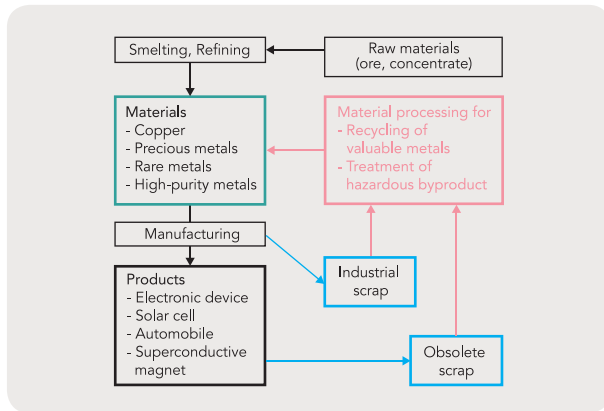 Smelting, Refining
Raw materials
(ore, concentrate)
Materials
- Copper
- Precious metals
- Rare metals
- High-purity metals
Material processing for
- Recycling of
valuable metals
- Treatment of
hazardous byproduct
Manufacturing
Industrial
scrap
Products
- Electronic device
- Solar cell
- Automobile
- Superconductive
magnet
Obsolete
scrap